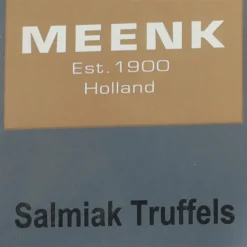 MEENK
Est. 1900
Holland
Salmiak Truffels